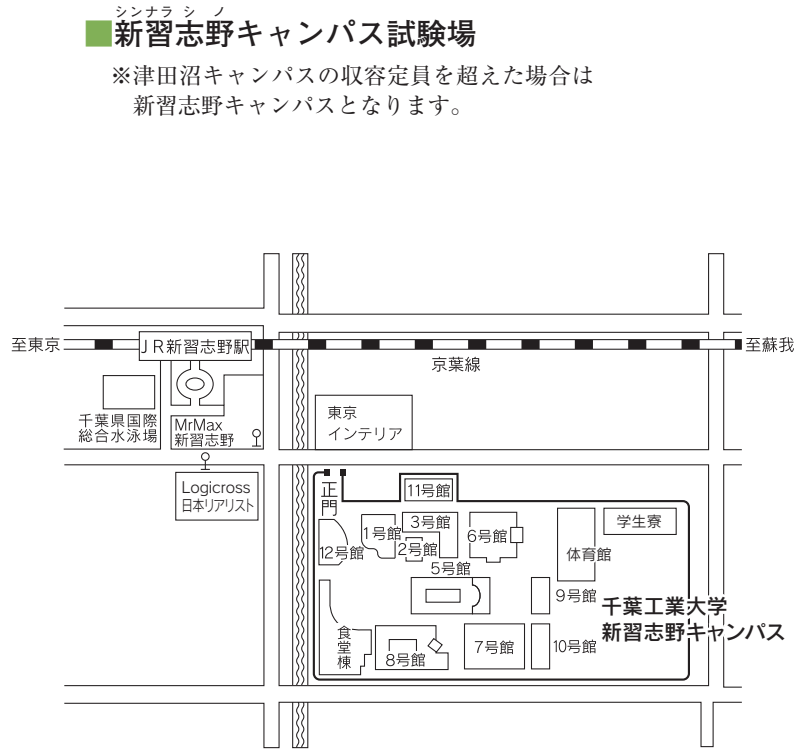 シンナラシノ
■新習志野キャンパス試験場
※津田沼キャンパスの収容定員を超えた場合は
新習志野キャンパスとなります。
至東京
JR新習志野駅
至蘇我
京葉線
千葉県国際
総合水泳場
MrMax
新習志野
東京
インテリア
Logicross
日本リアリスト
正門
11号館
1号館
3号館
2号館
6号館
学生寮
12号館
5号館
体育館
9号館
千葉工業大学
新習志野キャンパス
食堂棟
8号館
7号館
10号館